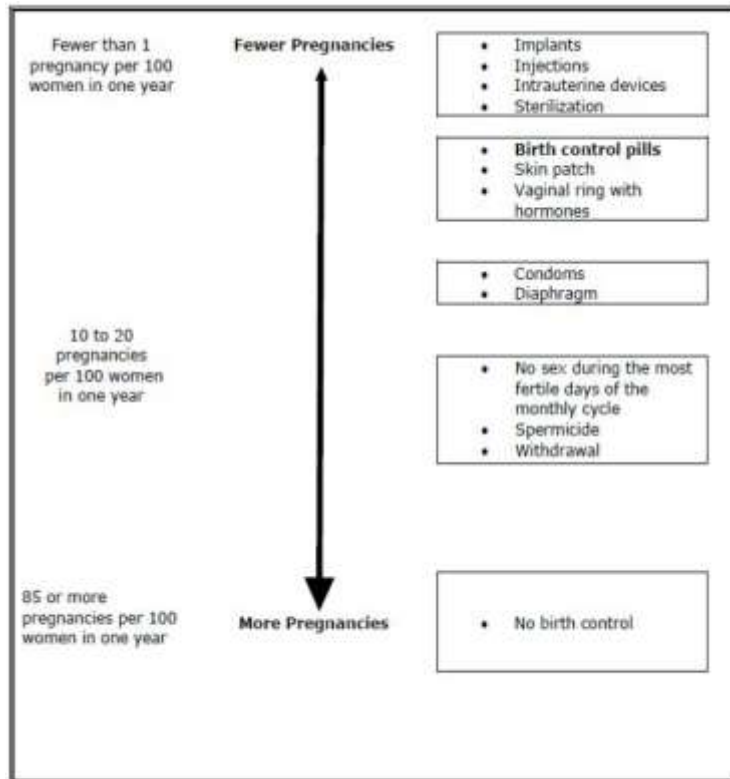 Fewer than 1
pregnancy per 100
women in one year
Fewer Pregnancies
• Implants
• Injections
• Intrauterine devices
• Sterilization
• Birth control pills
• Skin patch
• Vaginal ring with
hormones
• Condoms
• Diaphragm
10 to 20
pregnancies
per 100 women
in one year
• No sex during the most
fertile days of the
monthly cycle
• Spermicide
• Withdrawal
85 or more
pregnancies per 100
women in one year
More Pregnancies
• No birth control